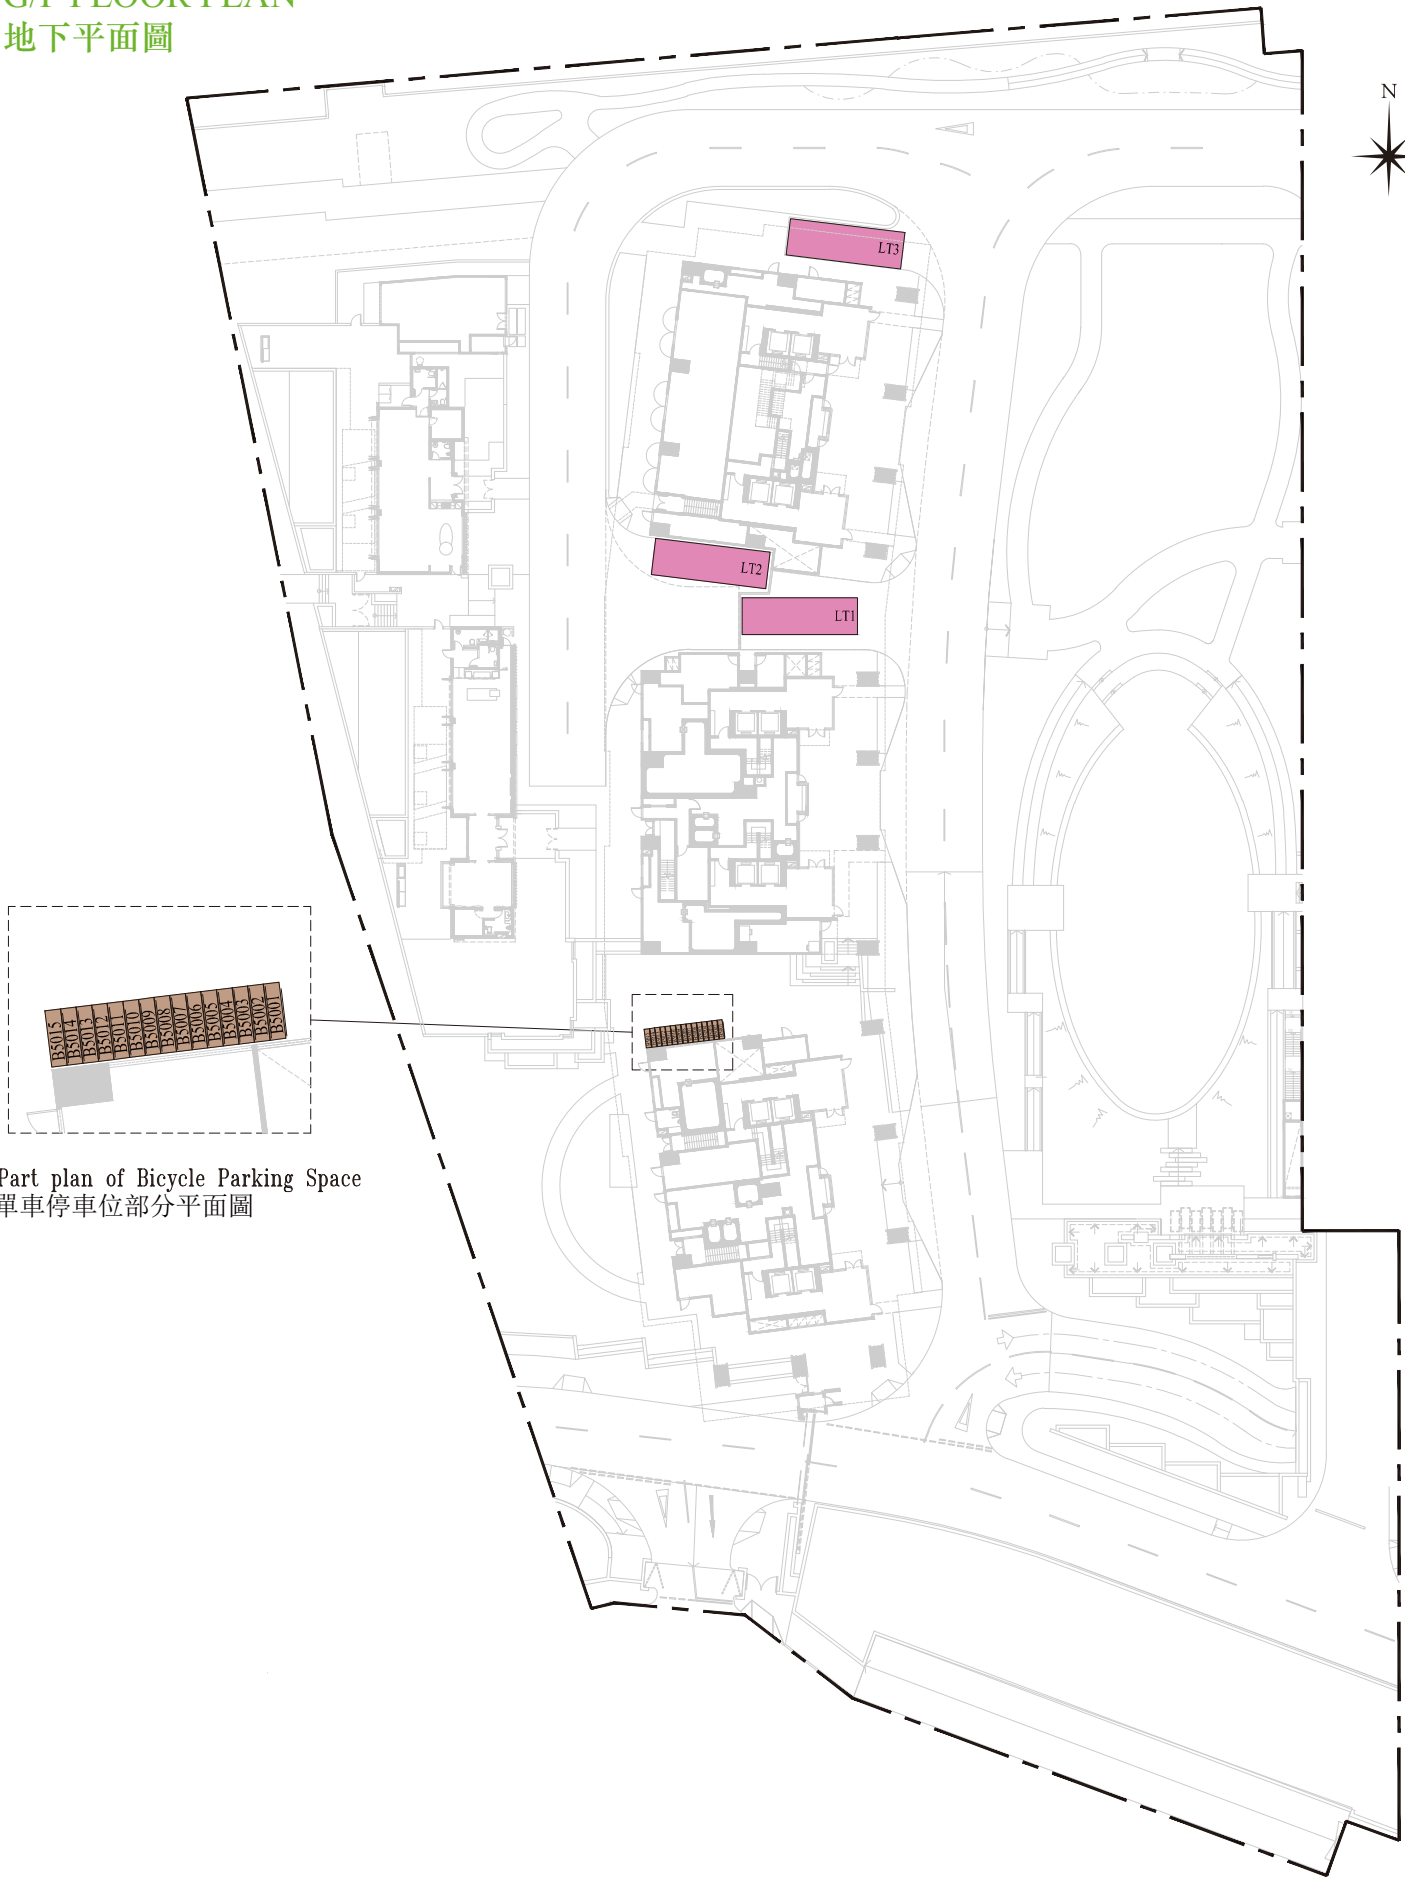 G/F FLOOR PLAN
地下平面圖
N
LT3
LT2
LT1
B5015
B5014
B5013
B5012
B5011
B5010
B5009
B5008
B5007
B5006
B5005
B5004
B5003
B5002
B5001
Part plan of Bicycle Parking Space
單車停車位部分平面圖